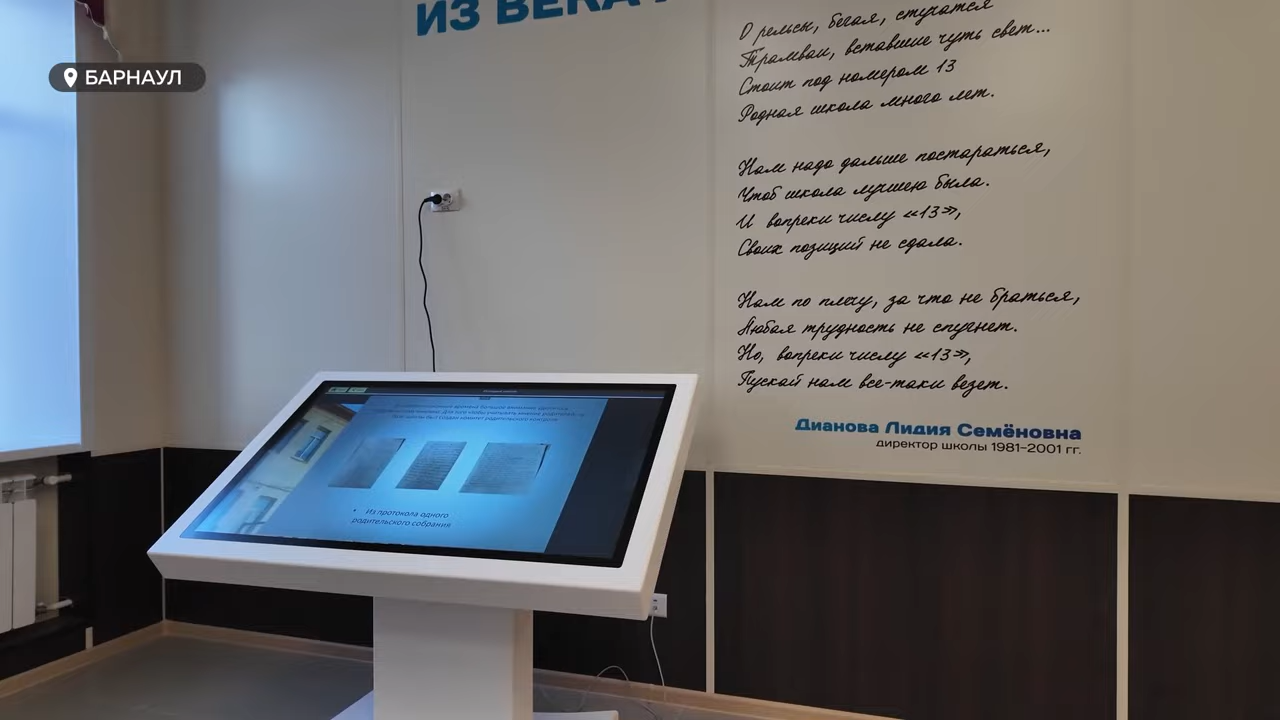 БАРНАУЛ
ИЗ ВЕКА
О рельсы, бегая, стучатся
Трамваи, вставшие чуть свет...
Стоит под номером 13
Родная школа много лет.
Нам надо дальше постараться,
Чтоб школа лучшею была.
И вопреки числу «13»,
Своих позиций не сдала.
Нам по плечу, за что не браться,
Любая трудность не спугнет.
Но, вопреки числу «13»,
Пускай нам все-таки везет.
Дианова Лидия Семёновна
директор школы 1981-2001 гг.
• Из протокола одного
родительского собрания